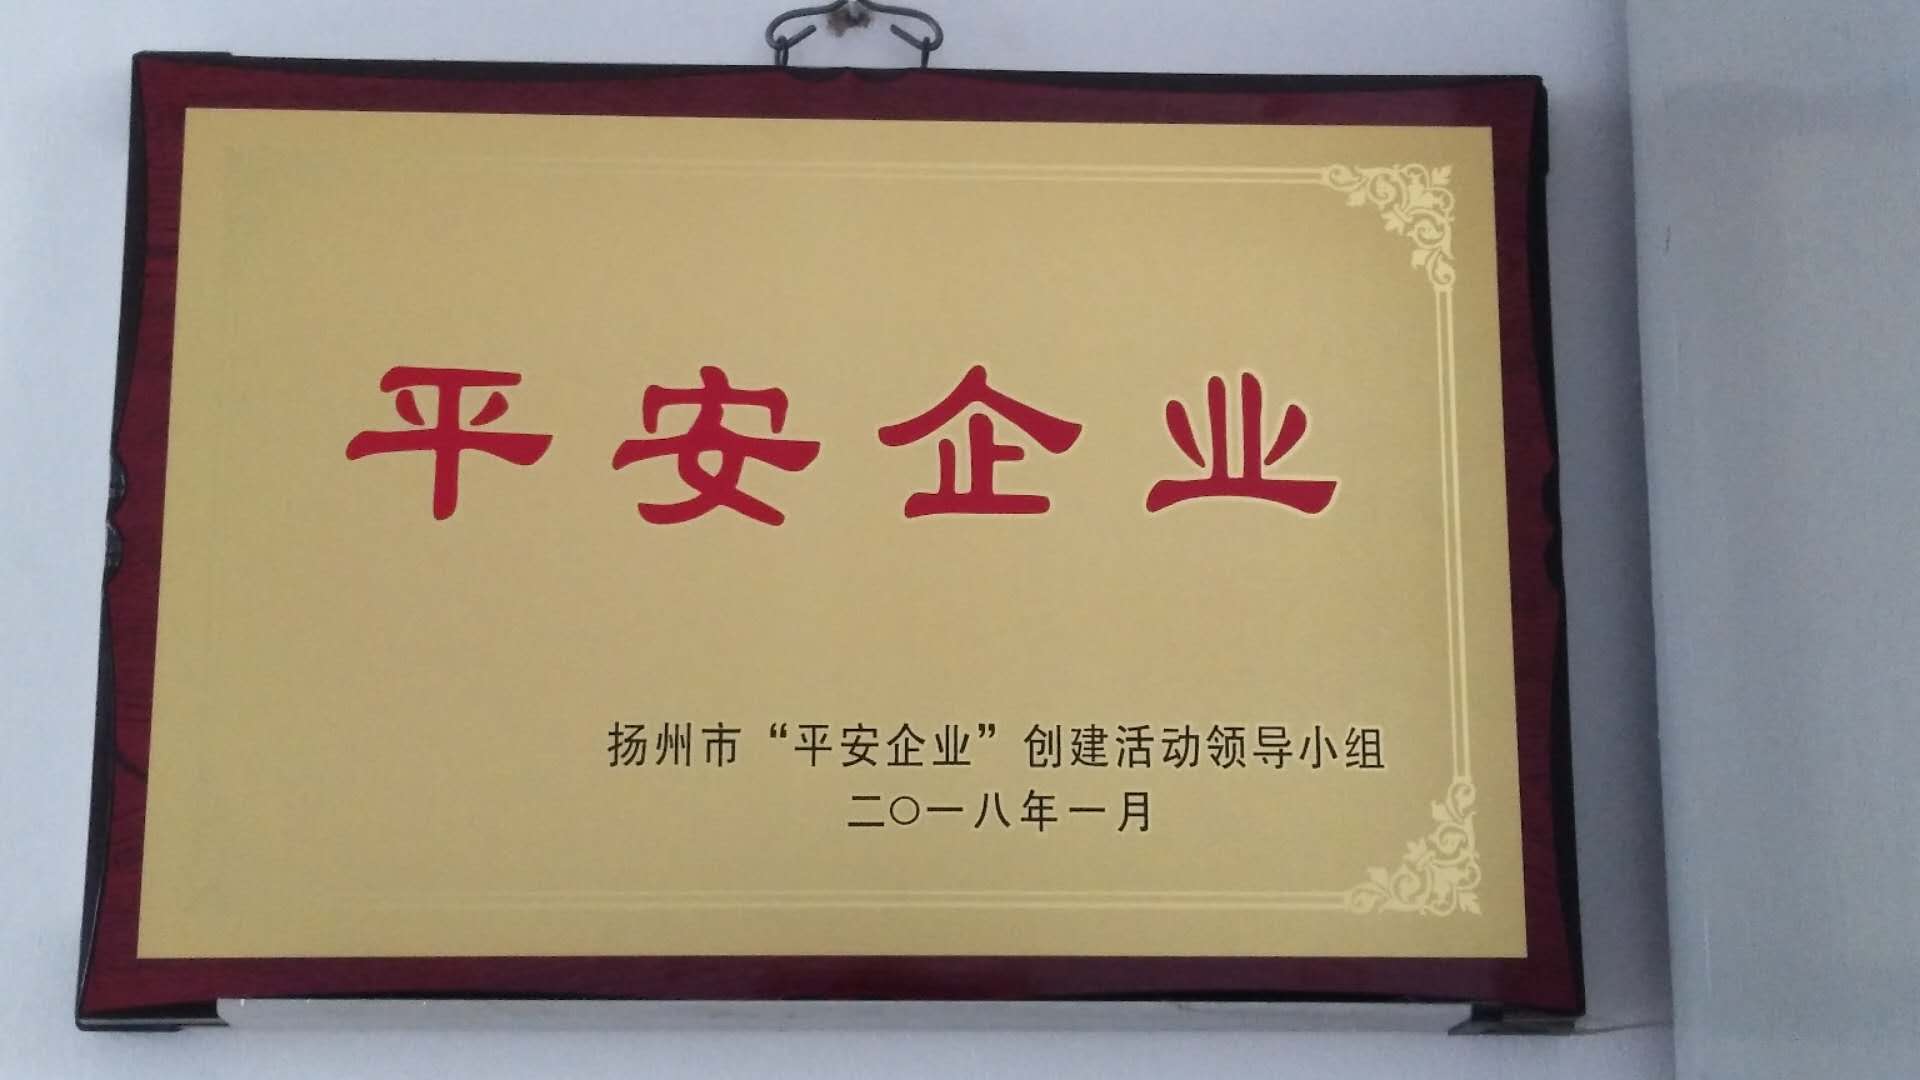 平安企业
扬州市“平安企业”创建活动领导小组
二〇一八年一月